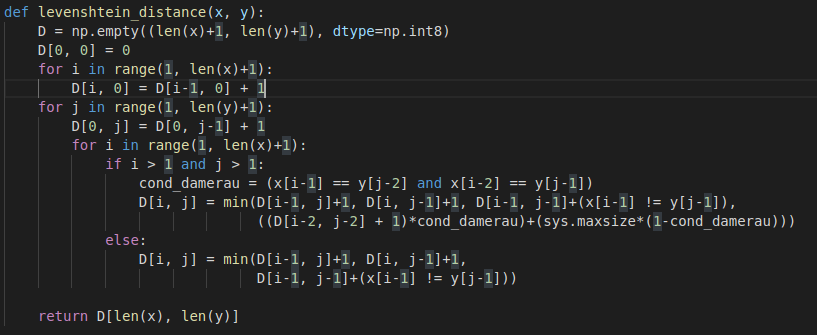 def levenshtein_distance(x, y):
    D = np.empty((len(x)+1, len(y)+1), dtype=np.int8)
    D[0, 0] = 0
    for i in range(1, len(x)+1):
        D[i, 0] = D[i-1, 0] + 1
    for j in range(1, len(y)+1):
        D[0, j] = D[0, j-1] + 1
        for i in range(1, len(x)+1):
            if i > 1 and j > 1:
                cond_damerau = (x[i-1] == y[j-2] and x[i-2] == y[j-1])
                D[i, j] = min(D[i-1, j]+1, D[i, j-1]+1, D[i-1, j-1]+(x[i-1] != y[j-1]),
                              ((D[i-2, j-2] + 1)*cond_damerau)+(sys.maxsize*(1-cond_damerau)))
            else:
                D[i, j] = min(D[i-1, j]+1, D[i, j-1]+1,
                              D[i-1, j-1]+(x[i-1] != y[j-1]))
    return D[len(x), len(y)]